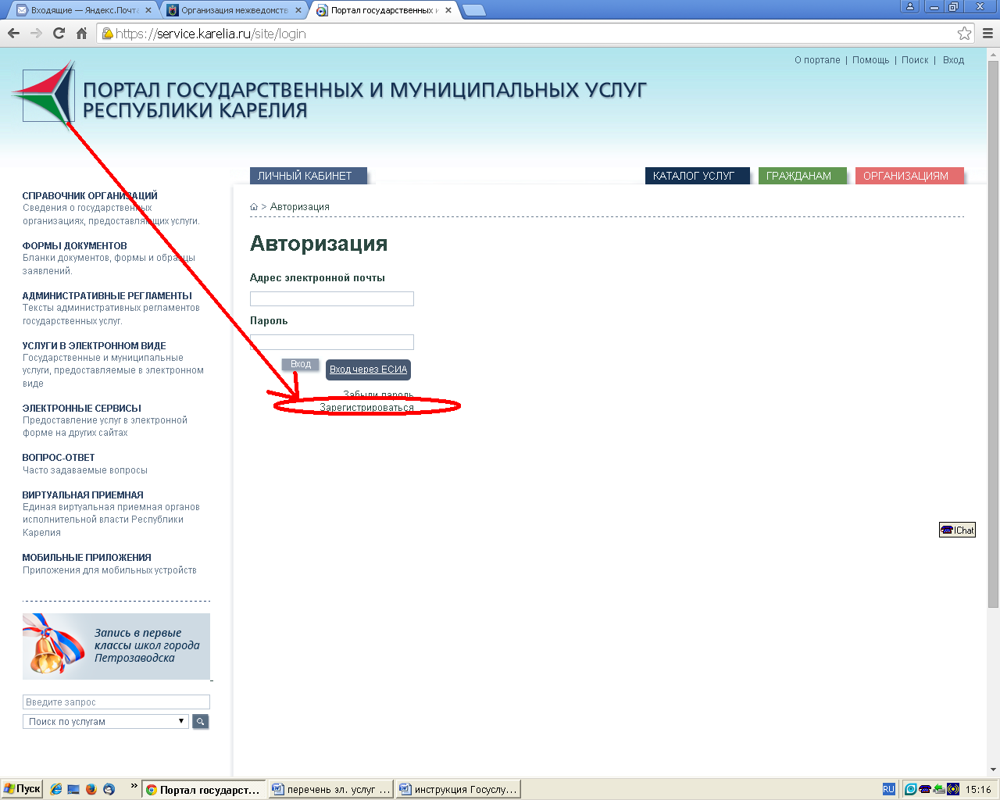 Входящие — Яндекс.Почта
Организация межведомств
Портал государственных и
https://service.karelia.ru/site/login
О портале | Помощь | Поиск | Вход
ПОРТАЛ ГОСУДАРСТВЕННЫХ И МУНИЦИПАЛЬНЫХ УСЛУГ
РЕСПУБЛИКИ КАРЕЛИЯ
ЛИЧНЫЙ КАБИНЕТ
КАТАЛОГ УСЛУГ
ГРАЖДАНАМ
ОРГАНИЗАЦИЯМ
СПРАВОЧНИК ОРГАНИЗАЦИЙ
Сведения о государственных
организациях, предоставляющих услуги.
ФОРМЫ ДОКУМЕНТОВ
Бланки документов, формы и образцы
заявлений.
АДМИНИСТРАТИВНЫЕ РЕГЛАМЕНТЫ
Тексты административных регламентов
государственных услуг.
УСЛУГИ В ЭЛЕКТРОННОМ ВИДЕ
Государственные и муниципальные
услуги, предоставляемые в электронном
виде
ЭЛЕКТРОННЫЕ СЕРВИСЫ
Предоставление услуг в электронной
форме на других сайтах
ВОПРОС-ОТВЕТ
Часто задаваемые вопросы
ВИРТУАЛЬНАЯ ПРИЕМНАЯ
Единая виртуальная приемная органов
исполнительной власти Республики
Карелия
МОБИЛЬНЫЕ ПРИЛОЖЕНИЯ
Приложения для мобильных устройств
Запись в первые
классы школ города
Петрозаводска
Введите запрос
Поиск по услугам
> Авторизация
Авторизация
Адрес электронной почты
Пароль
Вход
Вход через ЕСИА
Забыли пароль
Зарегистрироваться
IChat
Пуск
»
Портал государст...
перечень эл. услуг ...
инструкция Госуслу...
RU
15:16